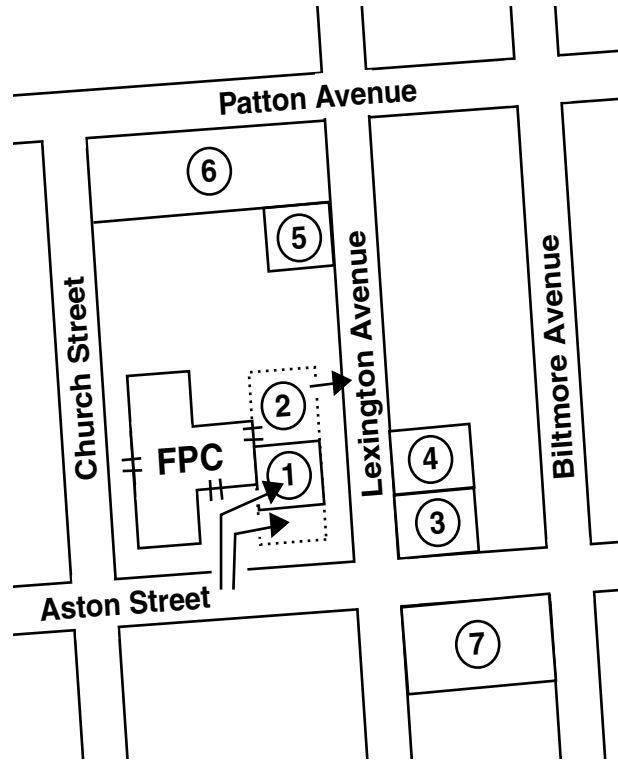 Patton Avenue
6
5
Church Street
Lexington Avenue
Biltmore Avenue
2
FPC
1
4
3
Aston Street
7